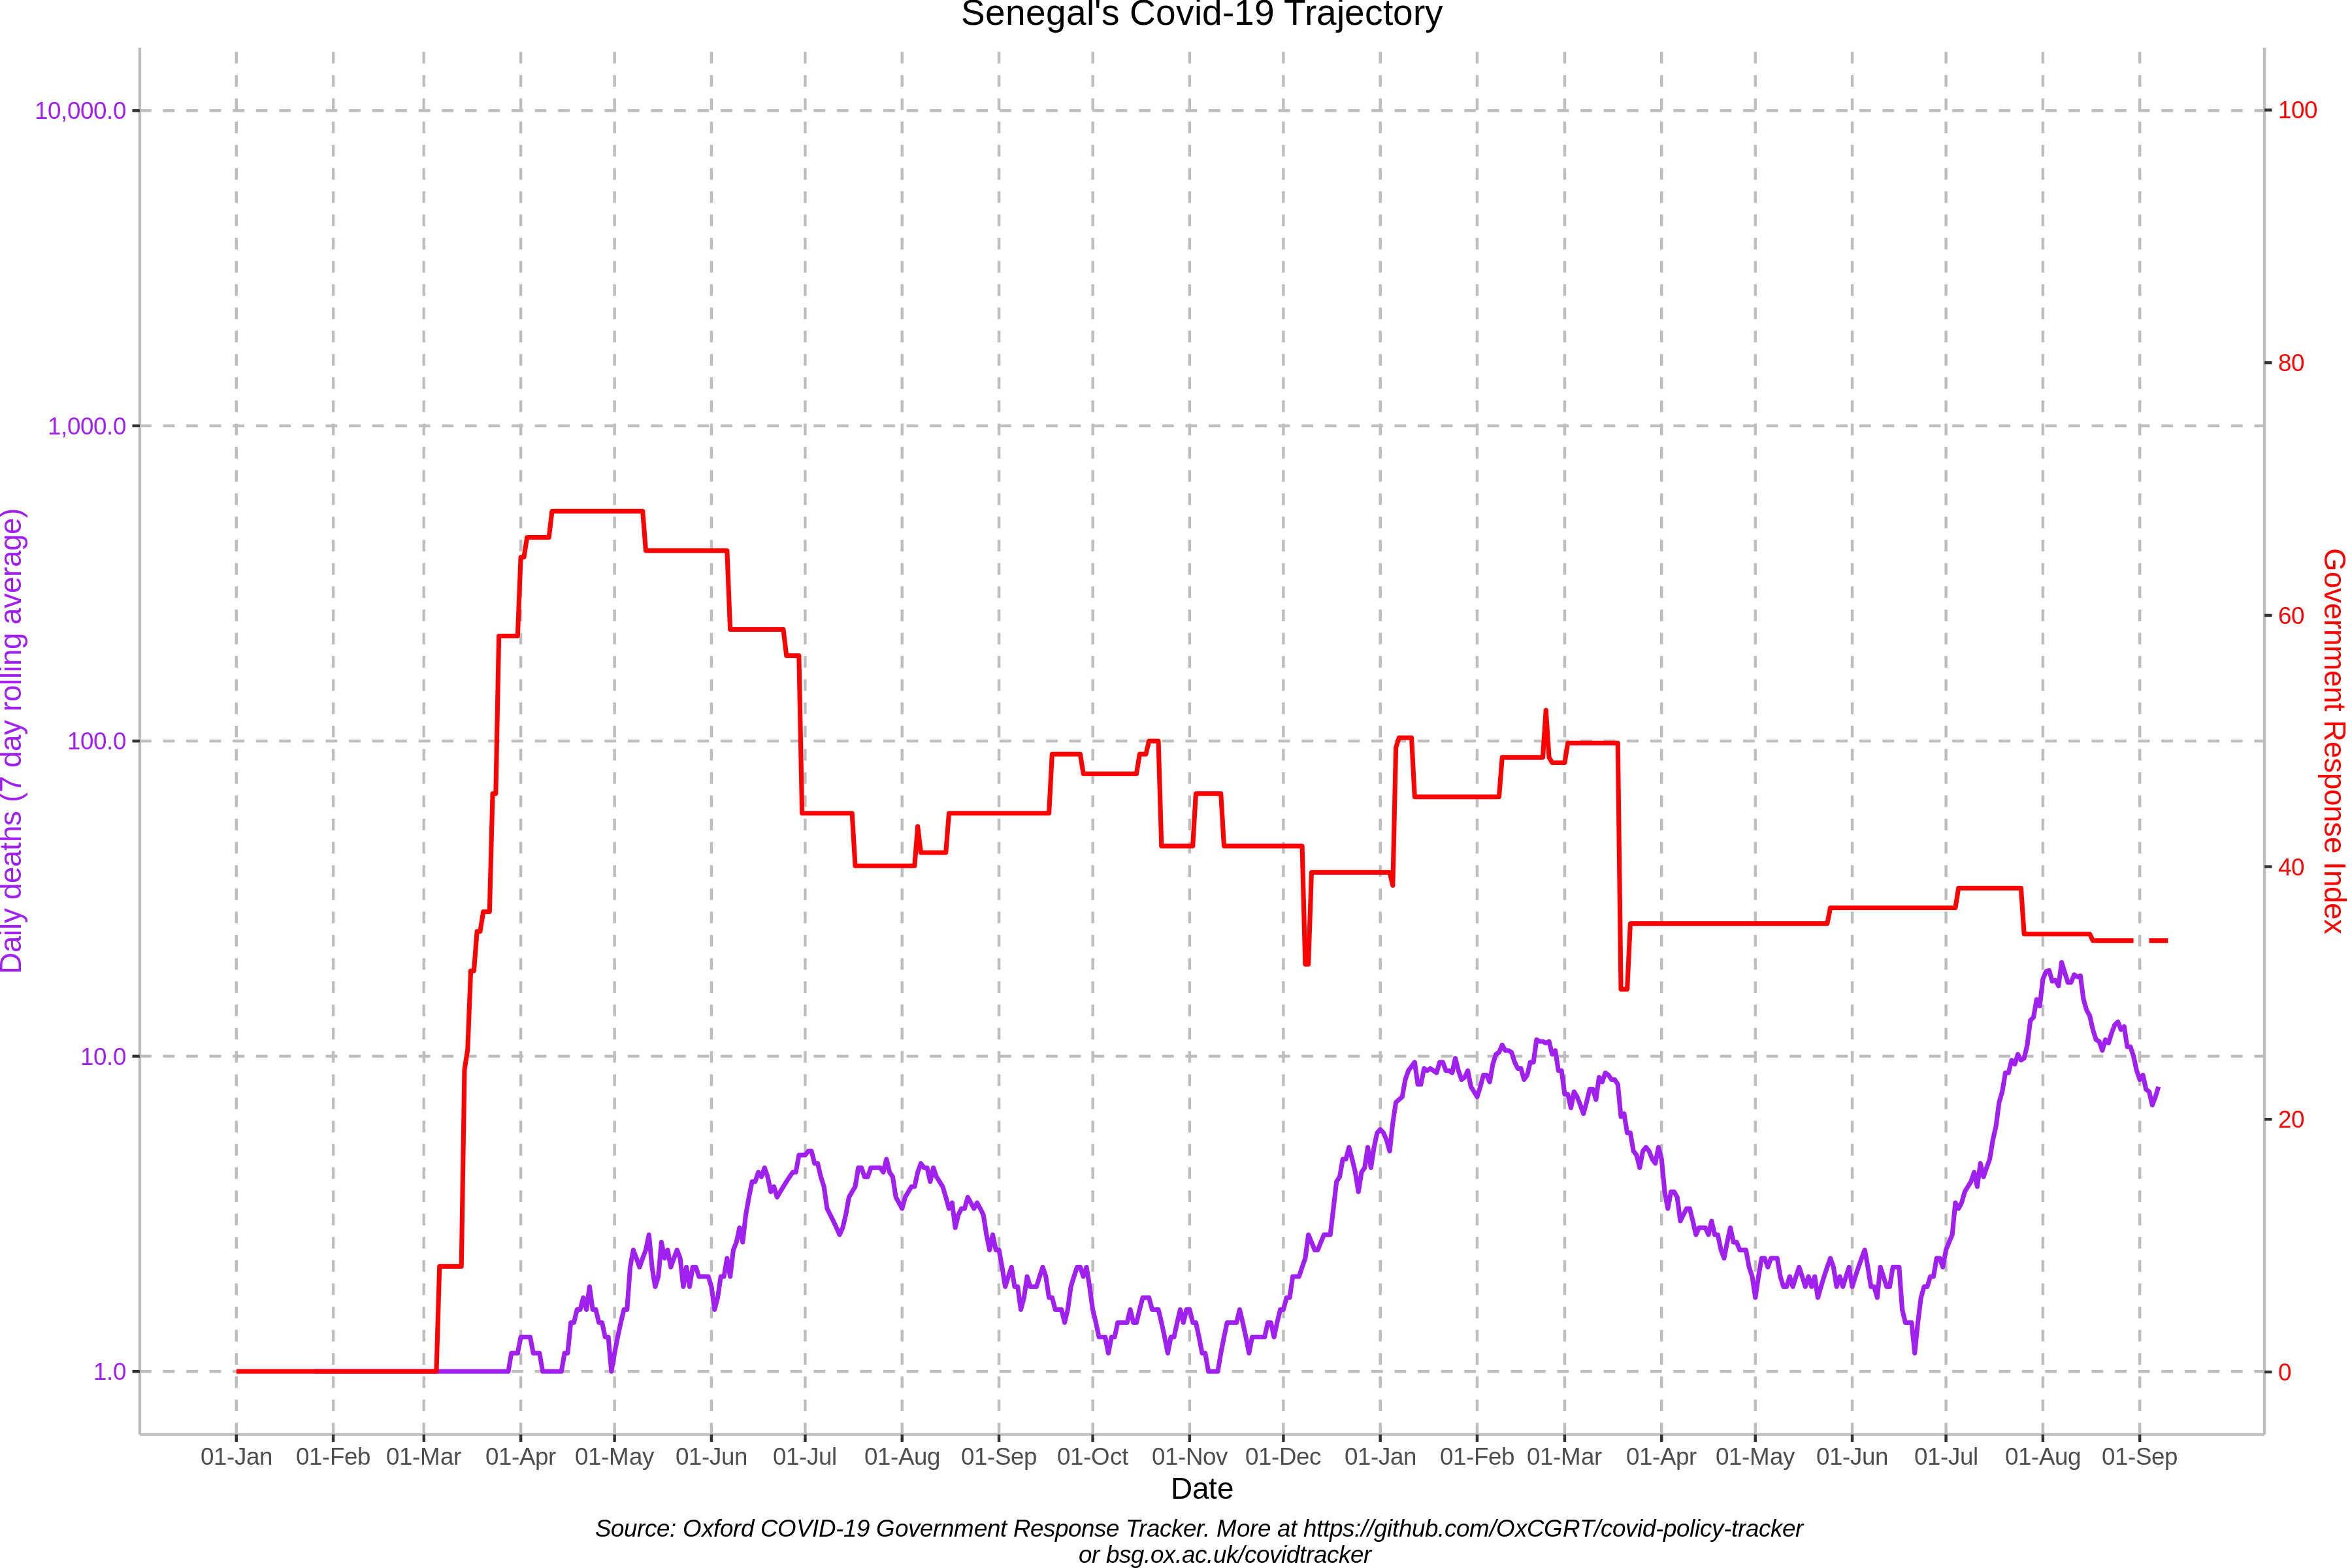 Senegal's Covid-19 Trajectory
10,000.0
1,000.0
100.0
10.0
1.0
Daily deaths (7 day rolling average)
100
80
60
40
20
0
Government Response Index
01-Jan 01-Feb 01-Mar 01-Apr 01-May 01-Jun 01-Jul 01-Aug 01-Sep 01-Oct 01-Nov 01-Dec 01-Jan 01-Feb 01-Mar 01-Apr 01-May 01-Jun 01-Jul 01-Aug 01-Sep
Date
Source: Oxford COVID-19 Government Response Tracker. More at https://github.com/OxCGRT/covid-policy-tracker
or bsg.ox.ac.uk/covidtracker